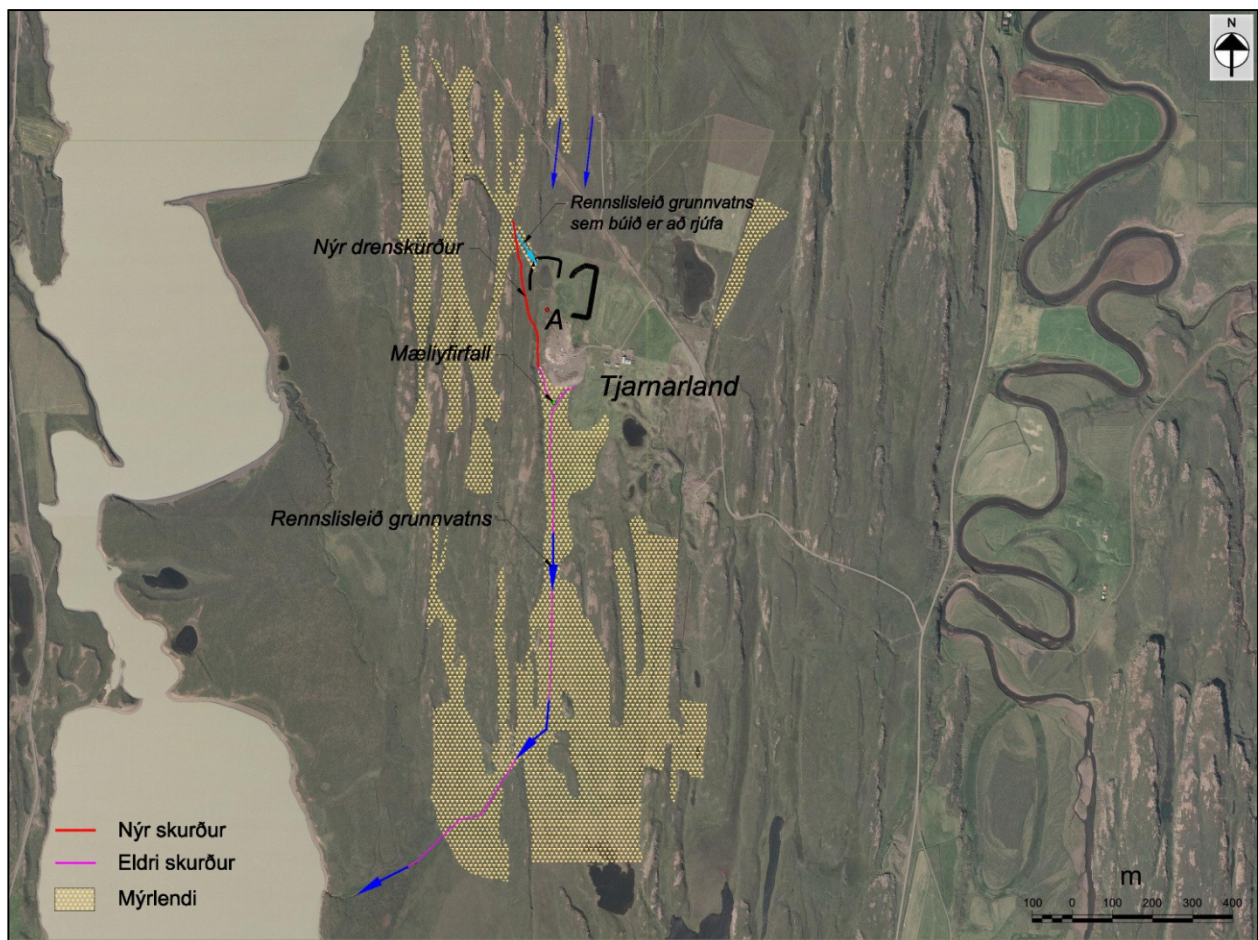 N
Rennslisleið grunnvatns
sem búið er að rjúfa
Nýr drenskurður
A
Mæliyfirfall
Tjarnarland
Rennslisleið grunnvatns
Nýr skurður
Eldri skurður
Mýrlendi
m
100 0 100 200 300 400